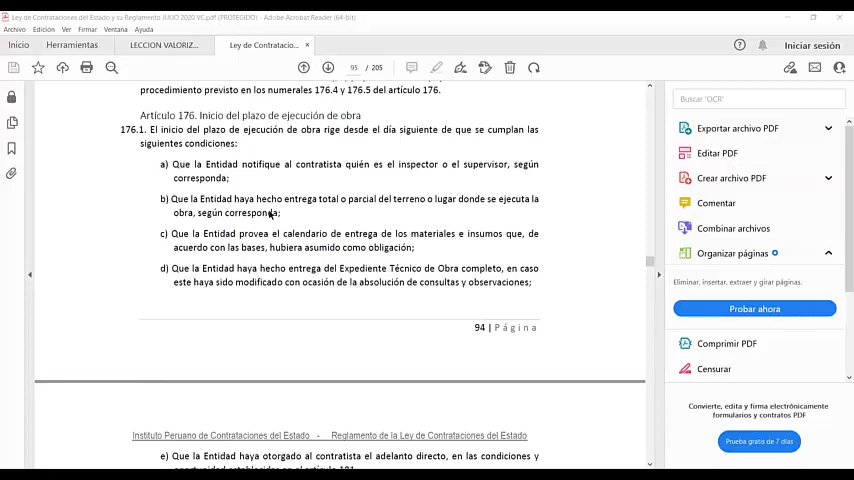 Ley de Contrataciones del Estado y su Reglamento JULIO 2020 VC.pdf (PROTEGIDO) - Adobe Acrobat Reader (64-bit)
Archivo Edición Ver Firmar Ventana Ayuda
Inicio Herramientas LECCION VALORIZ... Ley de Contratacio... × Iniciar sesión
95 / 205
procedimiento previsto en los numerales 176.4 y 176.5 del artículo 176.
Artículo 176. Inicio del plazo de ejecución de obra
176.1. El inicio del plazo de ejecución de obra rige desde el día siguiente de que se cumplan las
siguientes condiciones:
a) Que la Entidad notifique al contratista quién es el inspector o el supervisor, según
corresponda;
b) Que la Entidad haya hecho entrega total o parcial del terreno o lugar donde se ejecuta la
obra, según corresponda;
c) Que la Entidad provea el calendario de entrega de los materiales e insumos que, de
acuerdo con las bases, hubiera asumido como obligación;
d) Que la Entidad haya hecho entrega del Expediente Técnico de Obra completo, en caso
este haya sido modificado con ocasión de la absolución de consultas y observaciones;
94 | Página
Instituto Peruano de Contrataciones del Estado - Reglamento de la Ley de Contrataciones del Estado
e) Que la Entidad haya otorgado al contratista el adelanto directo, en las condiciones y
Buscar 'OCR'
Exportar archivo PDF
Editar PDF
Crear archivo PDF
Comentar
Combinar archivos
Organizar páginas
Eliminar, insertar, extraer y girar páginas.
Probar ahora
Comprimir PDF
Censurar
Convierte, edita y firma electrónicamente
formularios y contratos PDF
Prueba gratis de 7 días